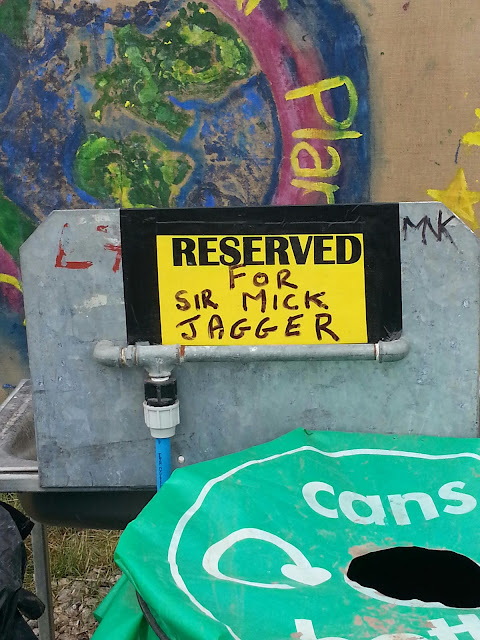 Plan
RESERVED
FOR
SIR MICK
JAGGER
MNK
cans